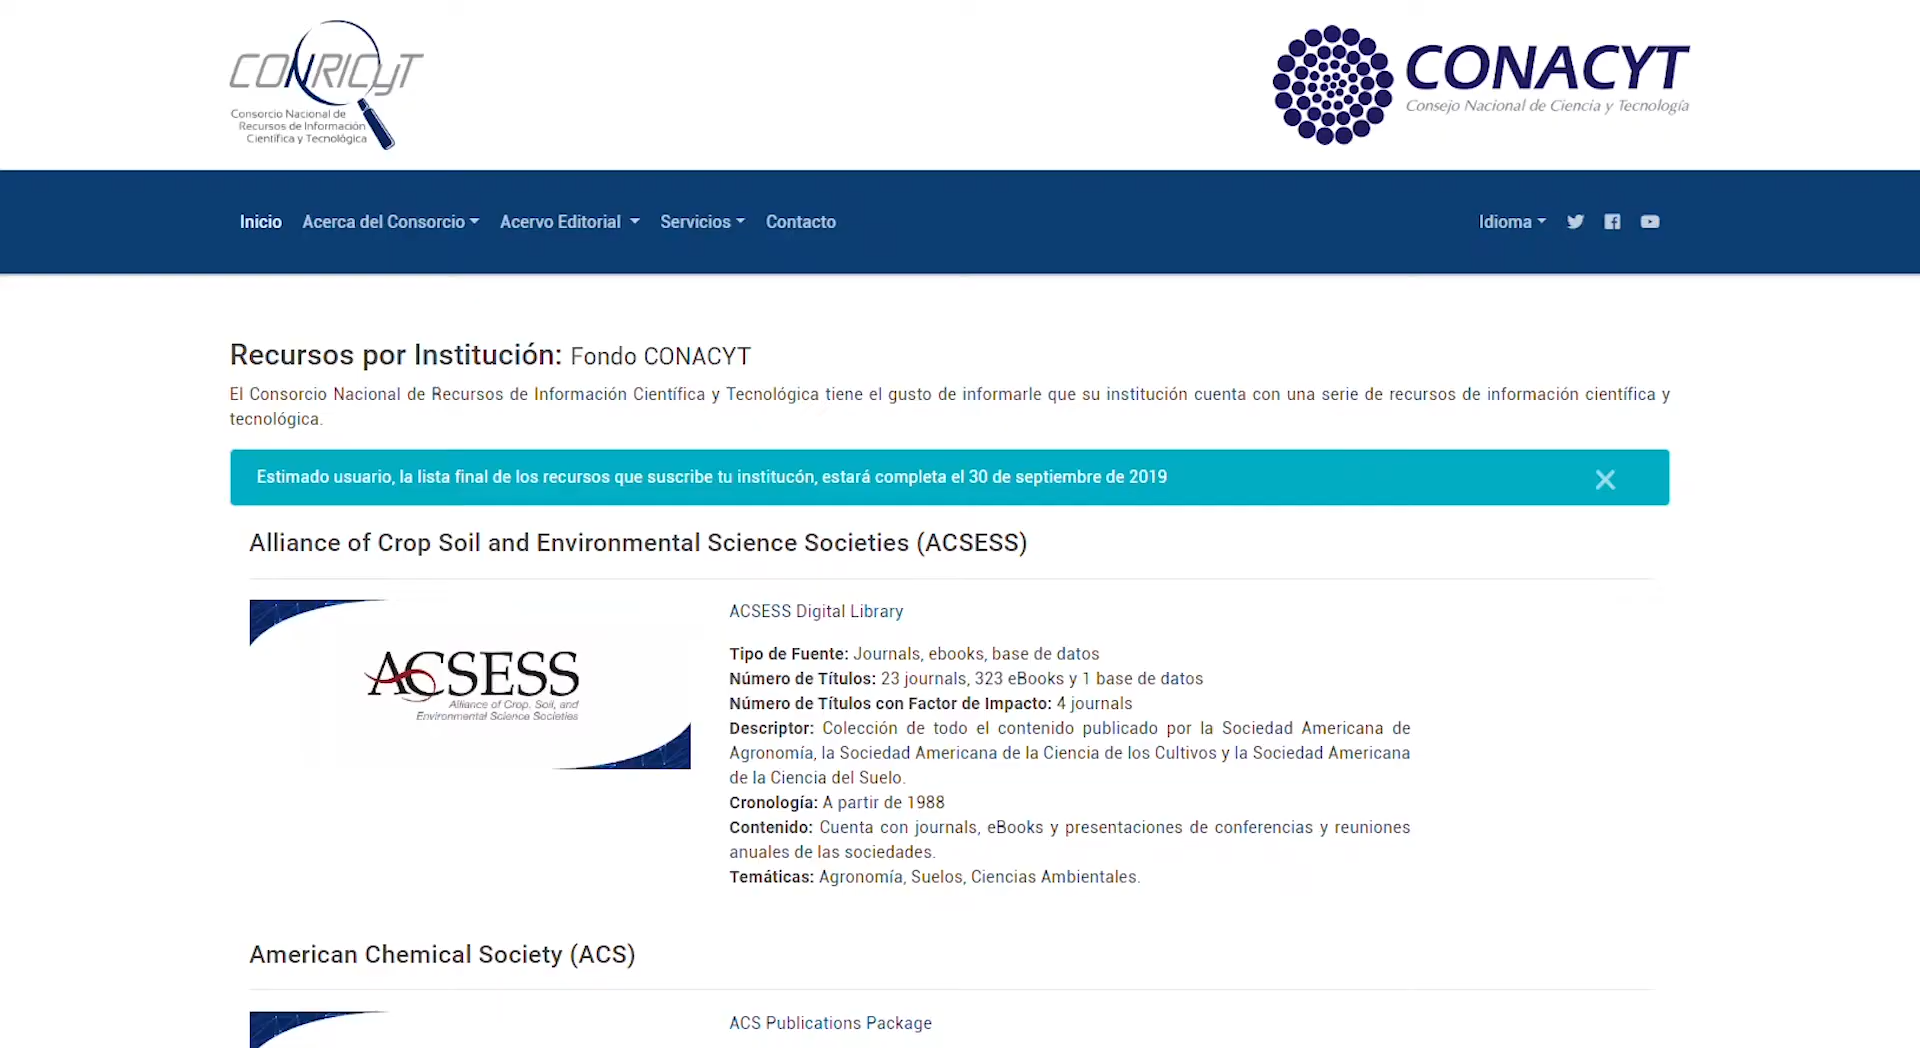 CONRICyT
Consorcio Nacional de
Recursos de Información
Científica y Tecnológica
CONACYT
Consejo Nacional de Ciencia y Tecnología
Inicio Acerca del Consorcio Acervo Editorial Servicios Contacto Idioma
Recursos por Institución: Fondo CONACYT
El Consorcio Nacional de Recursos de Información Científica y Tecnológica tiene el gusto de informarle que su institución cuenta con una serie de recursos de información científica y
tecnológica.
Estimado usuario, la lista final de los recursos que suscribe tu institucón, estará completa el 30 de septiembre de 2019
Alliance of Crop Soil and Environmental Science Societies (ACSESS)
ACSESS
Alliance of Crop, Soil, and
Environmental Science Societies
ACSESS Digital Library
Tipo de Fuente: Journals, ebooks, base de datos
Número de Títulos: 23 journals, 323 eBooks y 1 base de datos
Número de Títulos con Factor de Impacto: 4 journals
Descriptor: Colección de todo el contenido publicado por la Sociedad Americana de
Agronomía, la Sociedad Americana de la Ciencia de los Cultivos y la Sociedad Americana
de la Ciencia del Suelo.
Cronología: A partir de 1988
Contenido: Cuenta con journals, eBooks y presentaciones de conferencias y reuniones
anuales de las sociedades.
Temáticas: Agronomía, Suelos, Ciencias Ambientales.
American Chemical Society (ACS)
ACS Publications Package